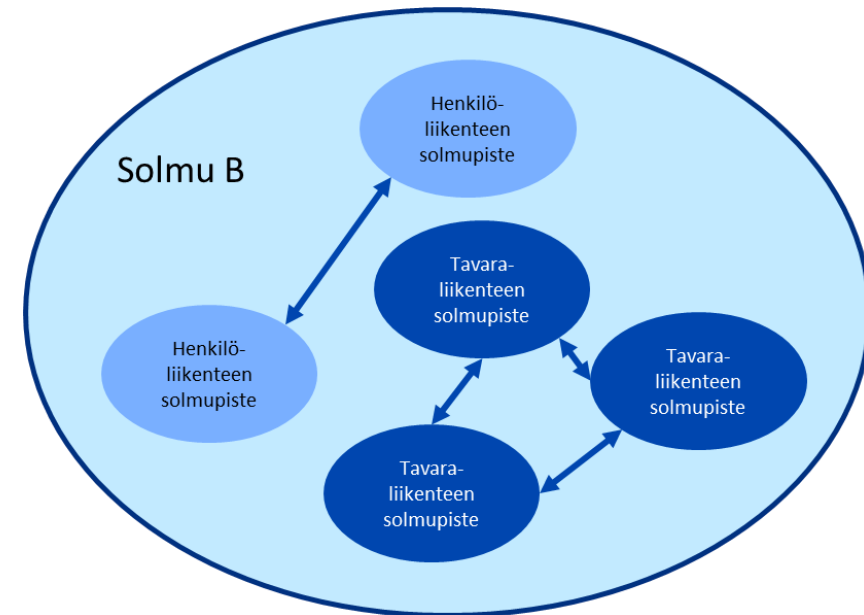 Henkilö-
liikenteen
solmupiste
Solmu B
Tavara-
liikenteen
solmupiste
Henkilö-
liikenteen
solmupiste
Tavara-
liikenteen
solmupiste
Tavara-
liikenteen
solmupiste